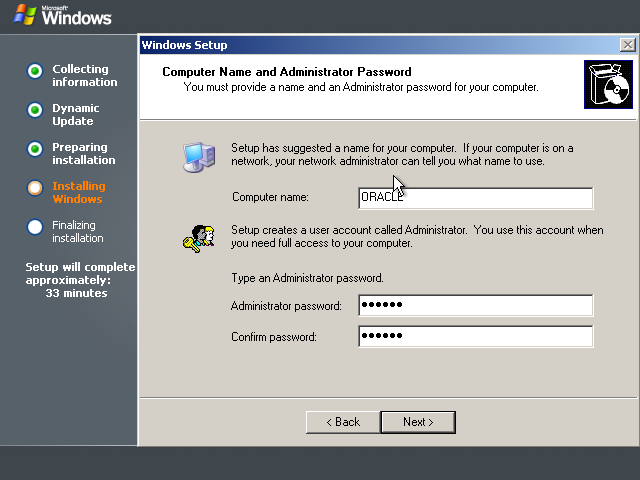 Microsoft
Windows
Windows Setup
Collecting
information
Dynamic
Update
Preparing
installation
Installing
Windows
Finalizing
installation
Setup will complete
approximately:
33 minutes
Computer Name and Administrator Password
You must provide a name and an Administrator password for your computer.
Setup has suggested a name for your computer. If your computer is on a
network, your network administrator can tell you what name to use.
Computer name: ORACLE
Setup creates a user account called Administrator. You use this account when
you need full access to your computer.
Type an Administrator password.
Administrator password: ●●●●●●
Confirm password: ●●●●●●
< Back Next >